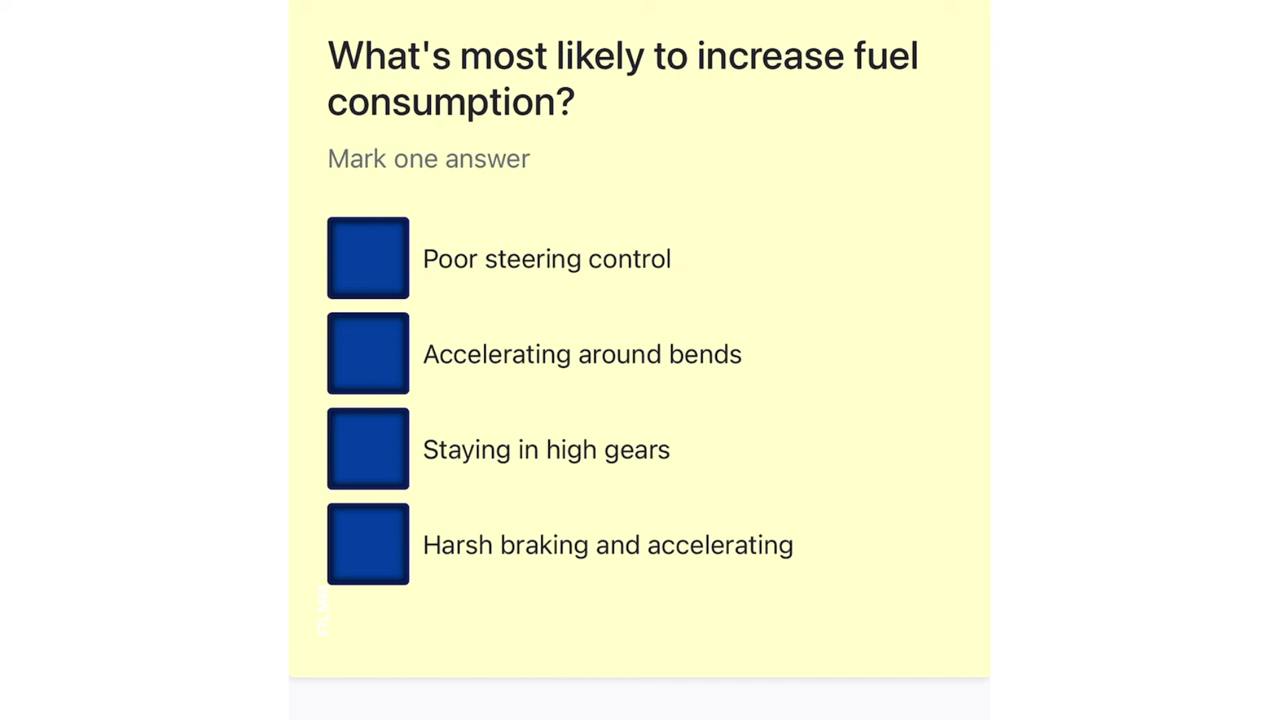 What's most likely to increase fuel
consumption?
Mark one answer
Poor steering control
Accelerating around bends
Staying in high gears
Harsh braking and accelerating